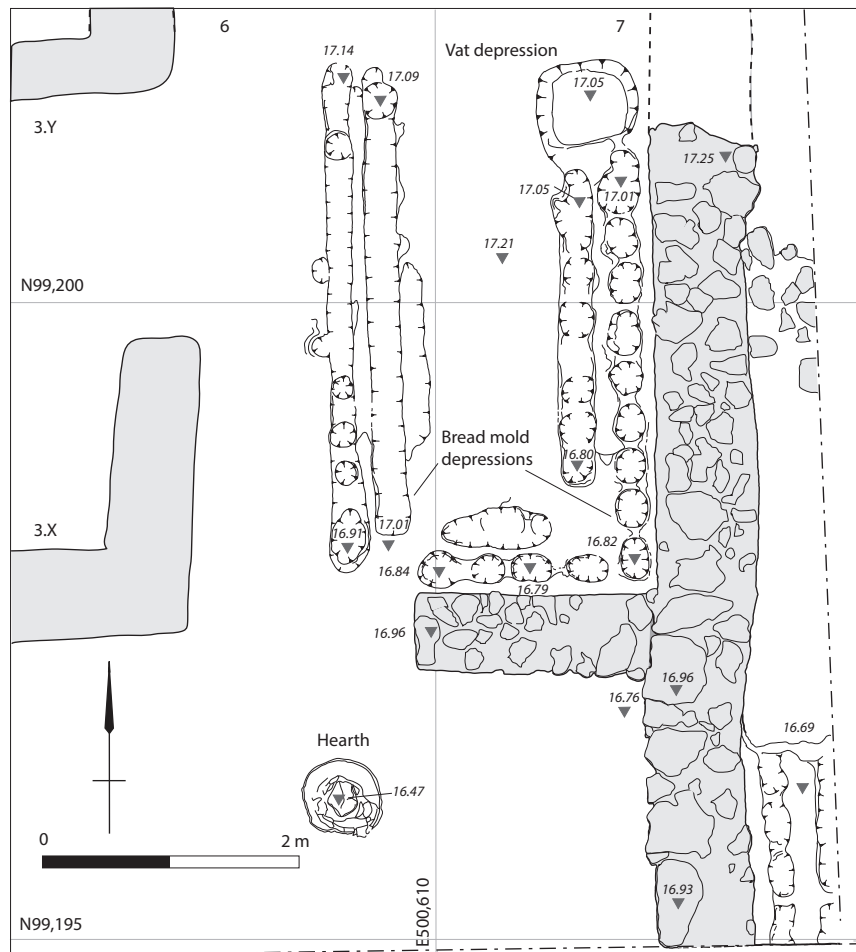 6
7
17.14
Vat depression
17.09
17.05
3.Y
17.25
17.05
17.01
17.21
N99,200
Bread mold
depressions
16.80
3.X
16.91
17.01
16.82
16.84
16.79
16.96
16.96
16.76
16.69
Hearth
16.47
0
2 m
16.93
N99,195
E500,610